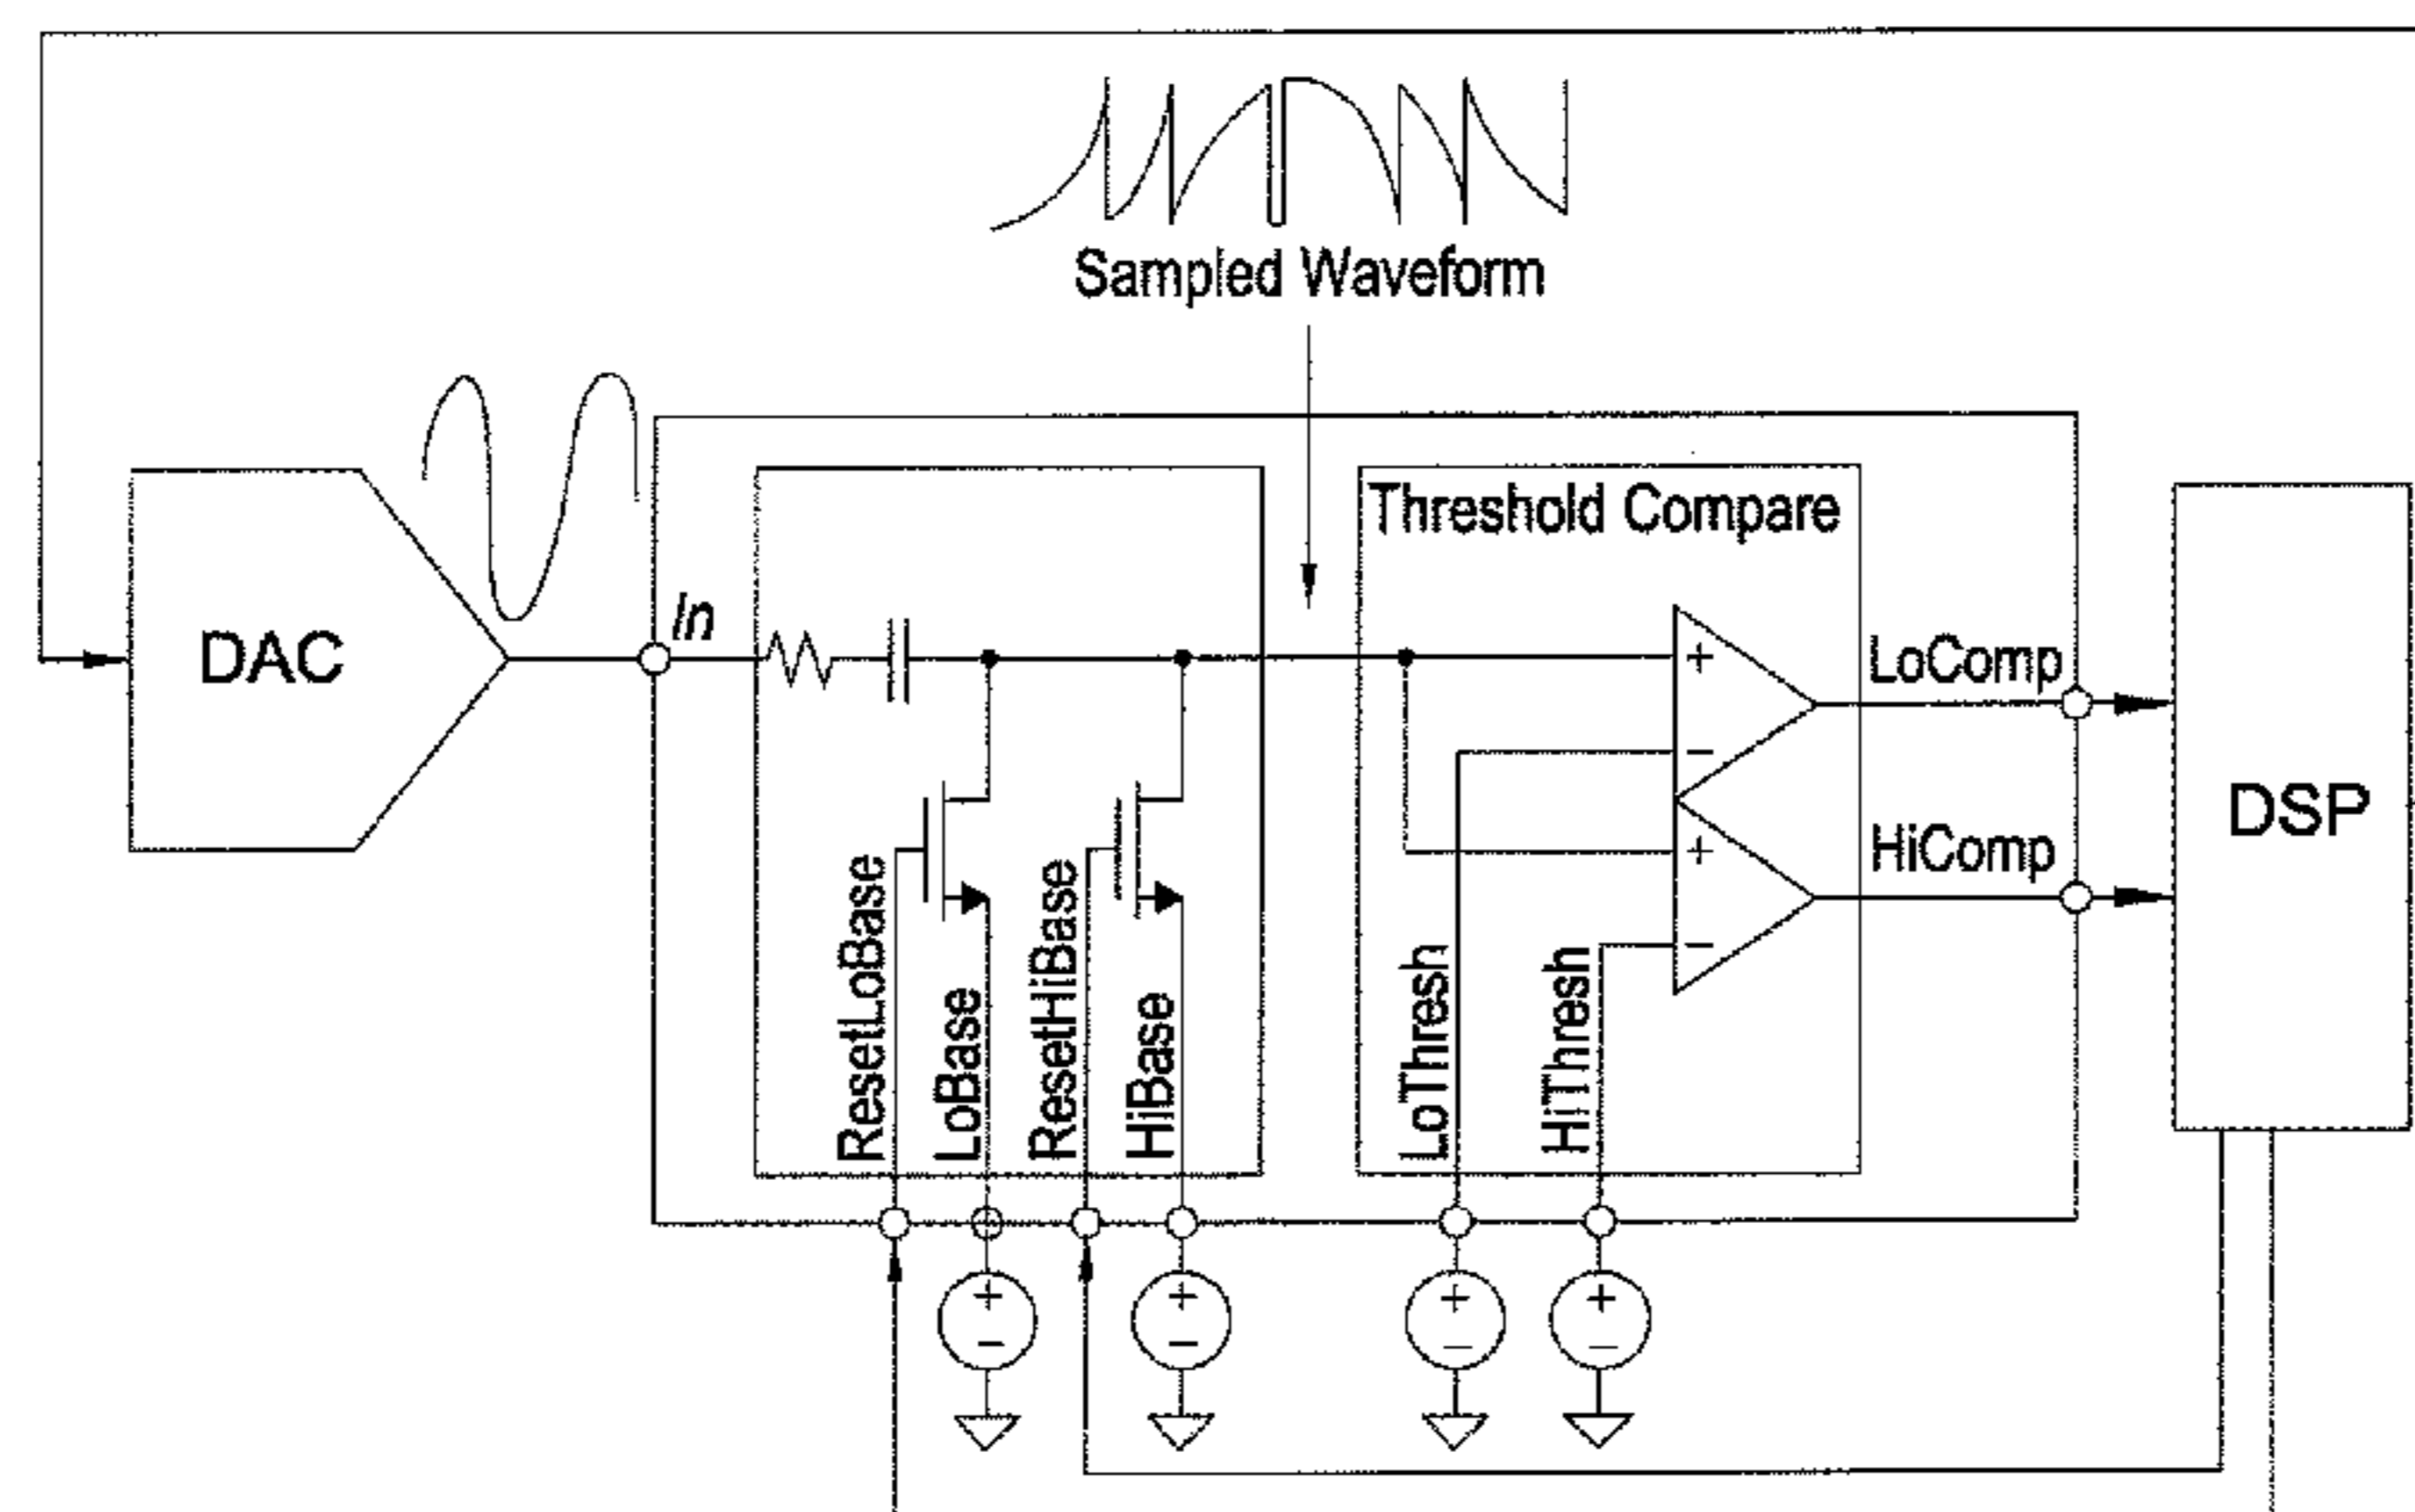 Sampled Waveform
Threshold Compare
In
DAC
+
LoComp
−
DSP
+
HiComp
−
ResetLoBase
LoBase
ResetHiBase
HiBase
LoThresh
HiThresh
+
−
+
−
+
−
+
−